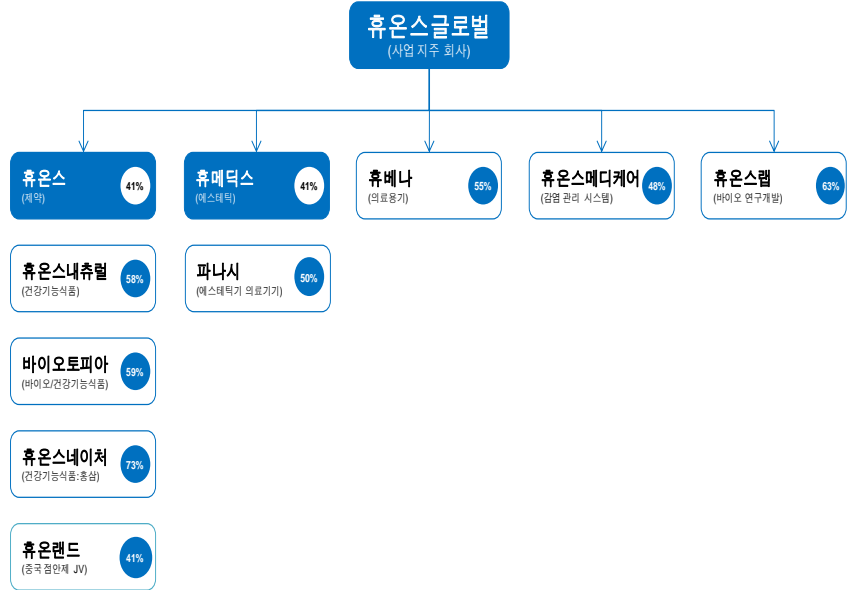 휴온스글로벌
(사업 지주 회사)
휴온스
(제약)
41%
휴메딕스
(에스테틱)
41%
휴베나
(의료용기)
55%
휴온스메디케어
(감염 관리 시스템)
48%
휴온스랩
(바이오 연구개발)
63%
휴온스내츄럴
(건강기능식품)
58%
파나시
(에스테틱기 의료기기)
50%
바이오토피아
(바이오/건강기능식품)
59%
휴온스네이처
(건강기능식품:홍삼)
73%
휴온랜드
(중국 점안제 JV)
41%